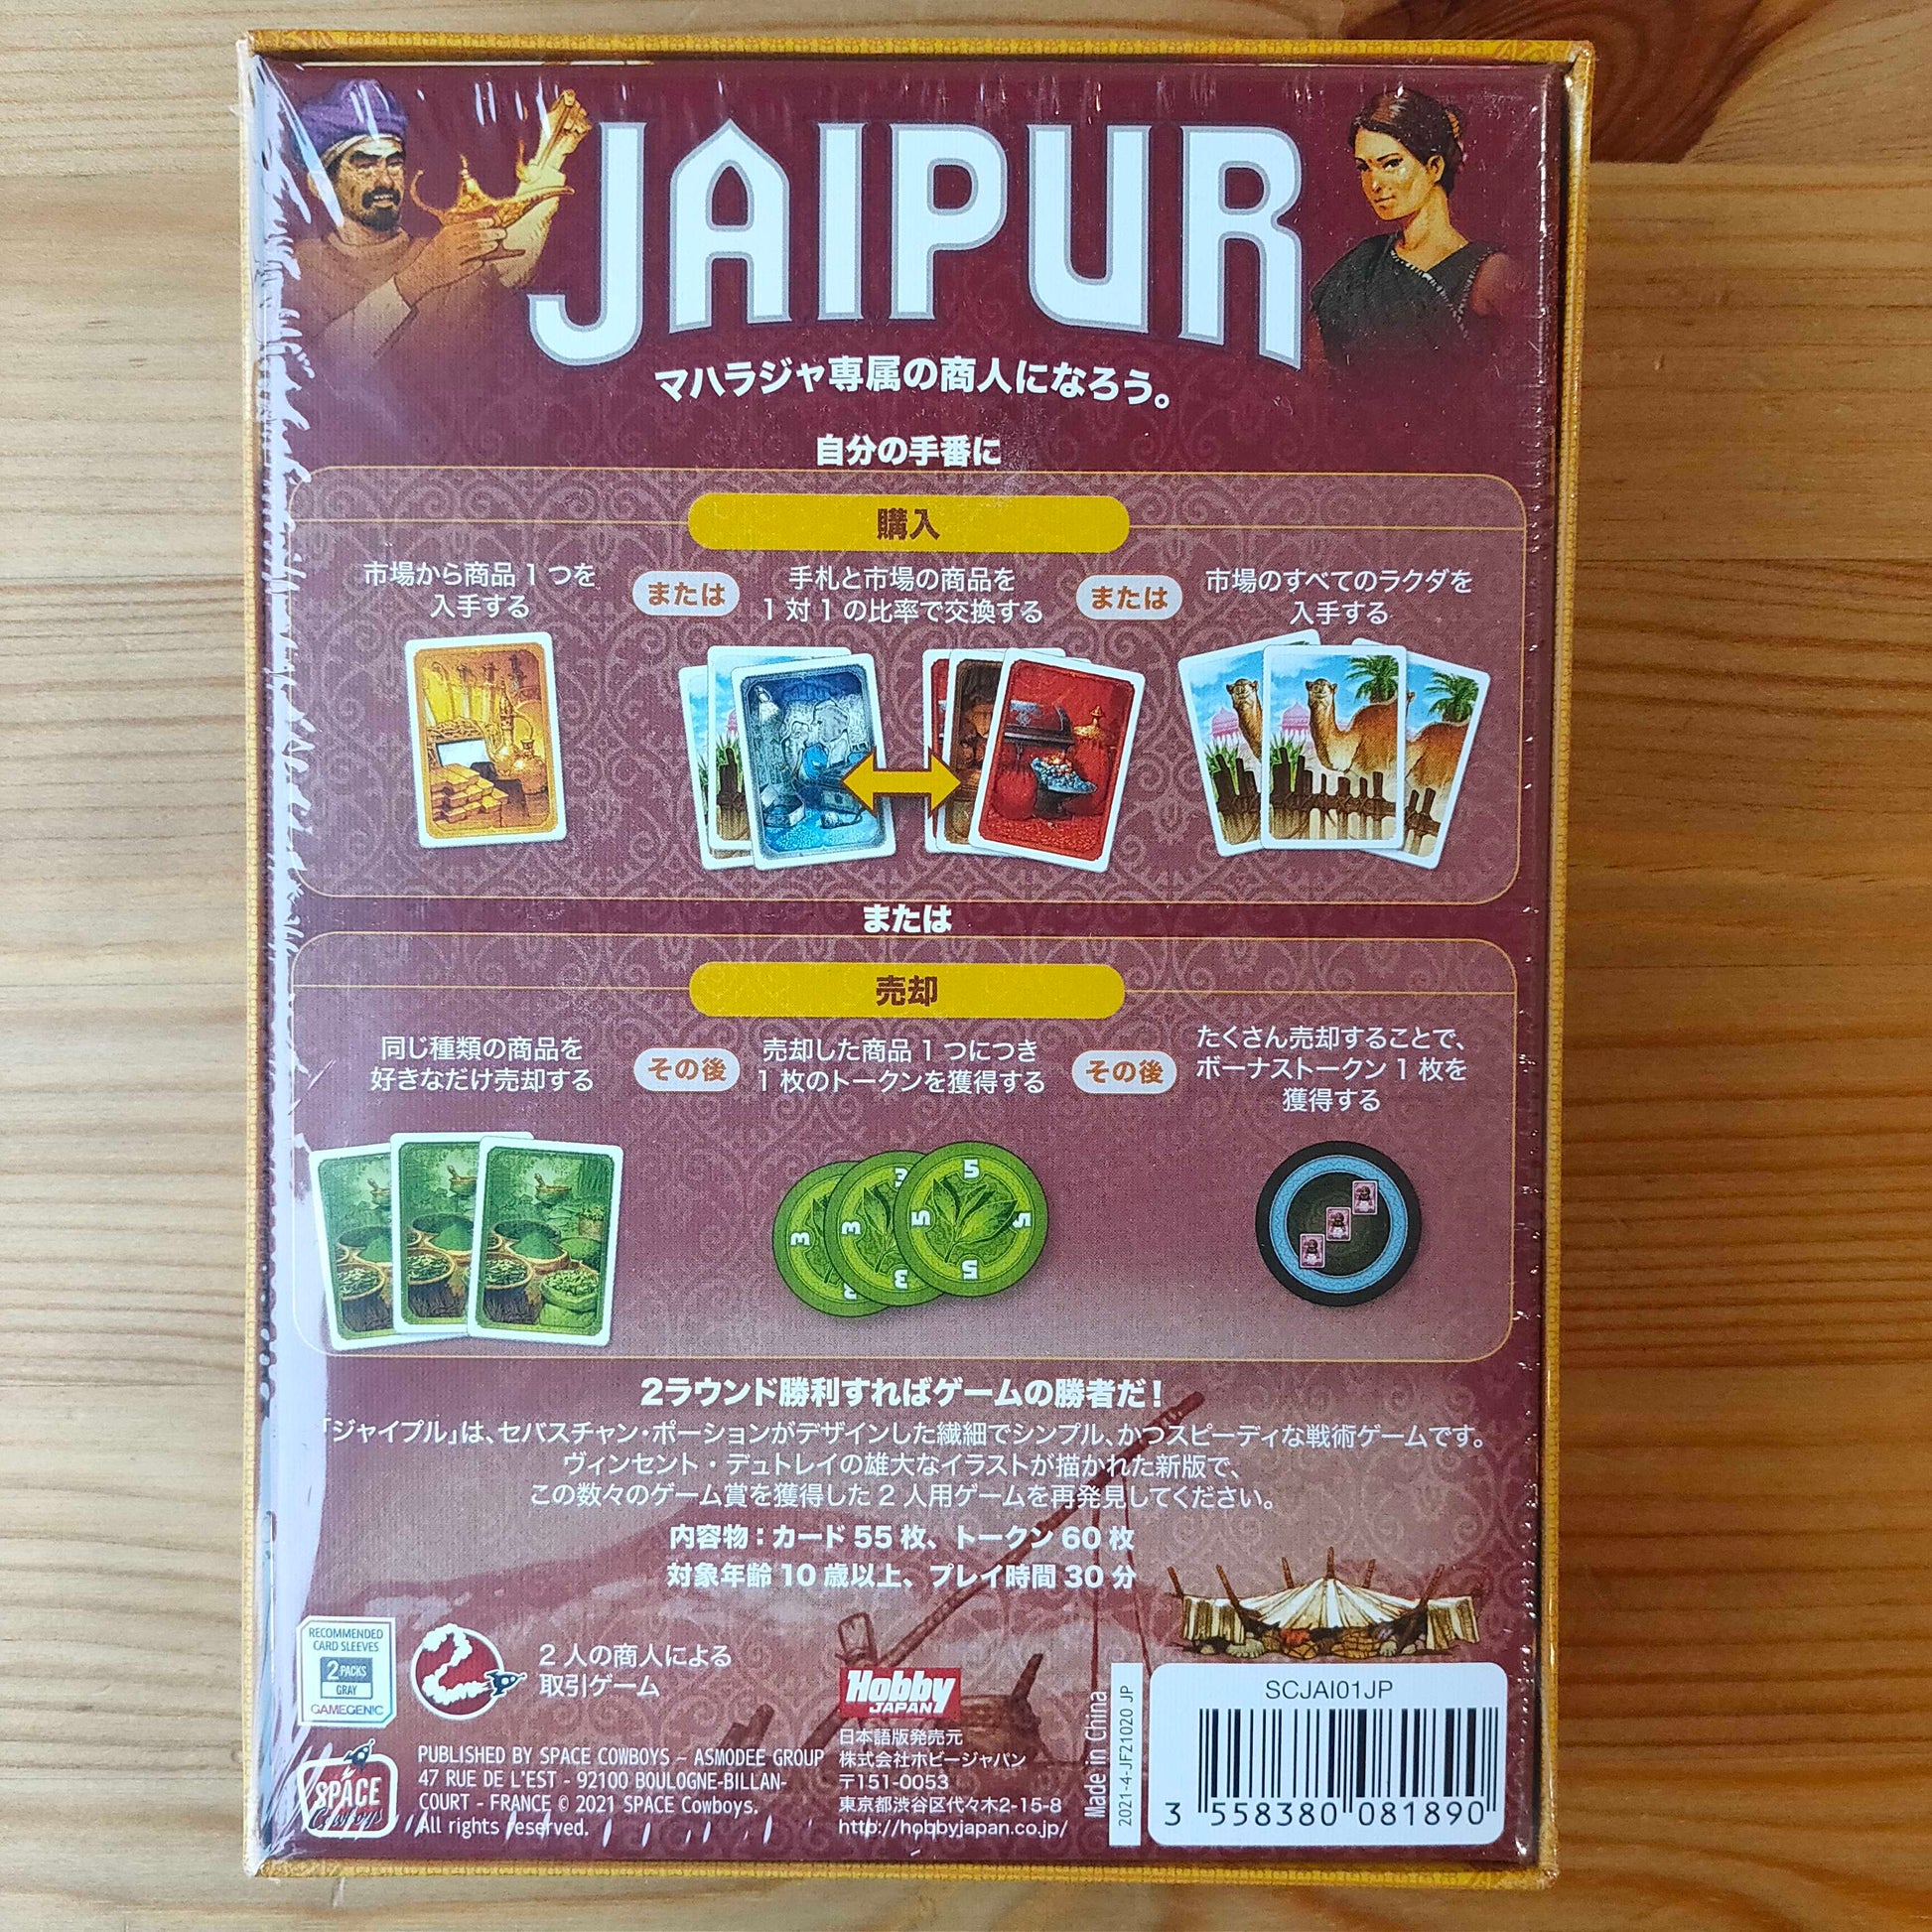 JAIPUR
マハラジャ専属の商人になろう。
自分の手番に
購入
市場から商品1つを
入手する
または
手札と市場の商品を
1対1の比率で交換する
または
市場のすべてのラクダを
入手する
または
売却
同じ種類の商品を
好きなだけ売却する
その後
売却した商品1つにつき
1枚のトークンを獲得する
その後
たくさん売却することで、
ボーナストークン1枚を
獲得する
3
3
3
3
3
5
5
5
5
2ラウンド勝利すればゲームの勝者だ!
「ジャイプル」は、セバスチャン・ポーションがデザインした繊細でシンプル、かつスピーディな戦術ゲームです。
ヴィンセント・デュトレイの雄大なイラストが描かれた新版で、
この数々のゲーム賞を獲得した2人用ゲームを再発見してください。
内容物:カード55枚、トークン60枚
対象年齢10歳以上、プレイ時間30分
RECOMMENDED
CARD SLEEVES
2 PACKS
GRAY
GAMEGENIC
2
2人の商人による
取引ゲーム
SPACE
Cowboys
PUBLISHED BY SPACE COWBOYS – ASMODEE GROUP
47 RUE DE L'EST - 92100 BOULOGNE-BILLAN-
COURT - FRANCE © 2021 SPACE Cowboys.
All rights reserved.
Hobby
JAPAN
日本語版発売元
株式会社ホビージャパン
〒151-0053
東京都渋谷区代々木2-15-8
http://hobbyjapan.co.jp/
Made in China
2021-4-JF21020 JP
SCJAI01JP
3 558380 081890